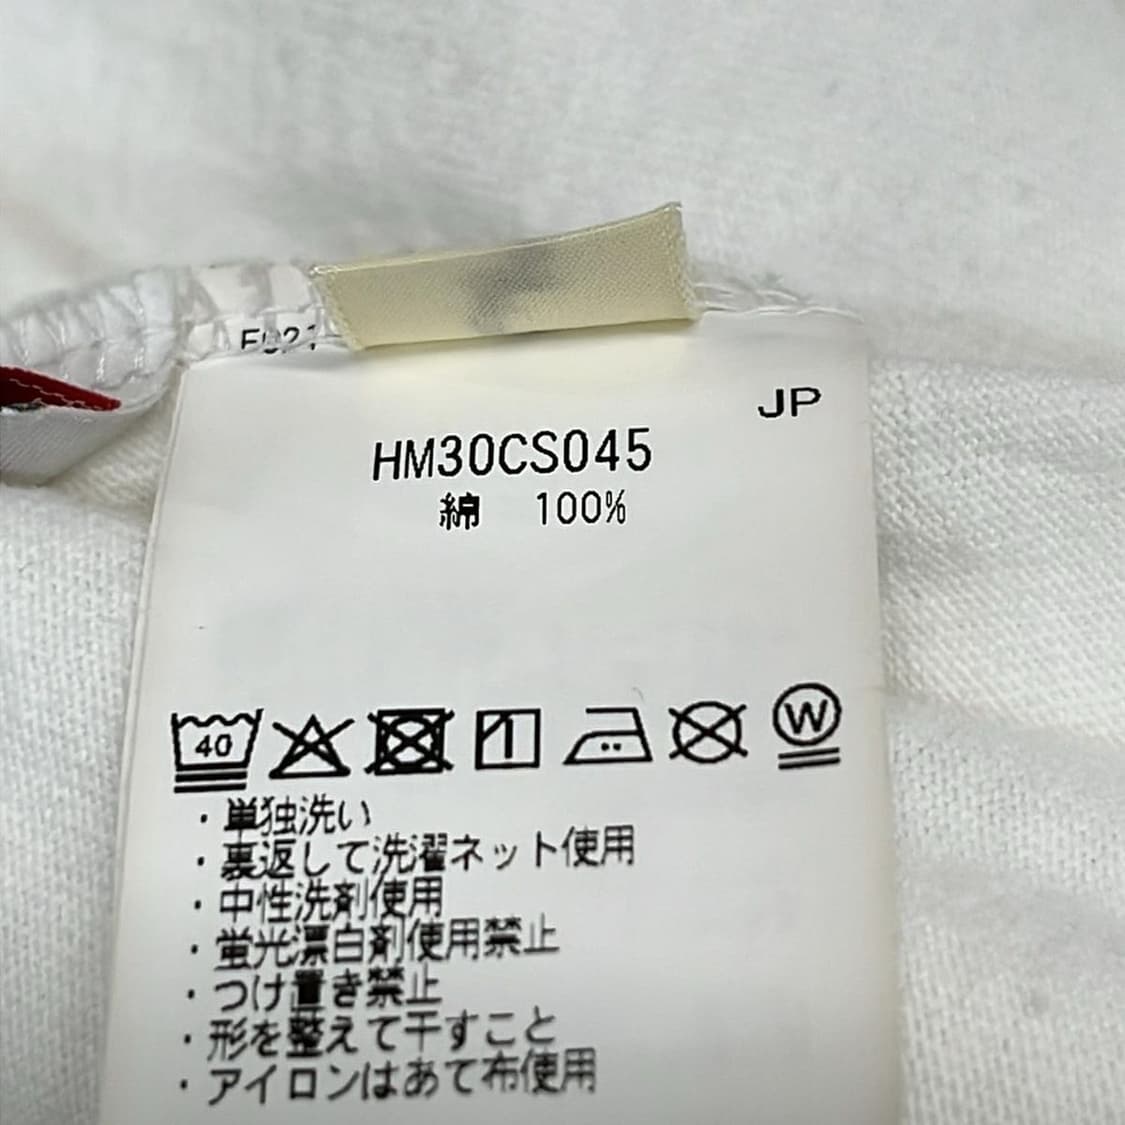 JP
HM30CS045
綿 100%
40
W
・単独洗い
・裏返して洗濯ネット使用
・中性洗剤使用
・蛍光漂白剤使用禁止
・つけ置き禁止
・形を整えて干すこと
・アイロンはあて布使用